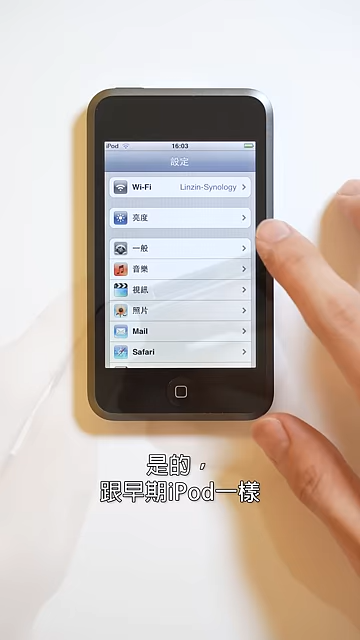 iPod 16:03
設定
Wi-Fi Linzin-Synology
亮度
一般
音樂
視訊
照片
Mail
Safari
是的，
跟早期iPod一樣